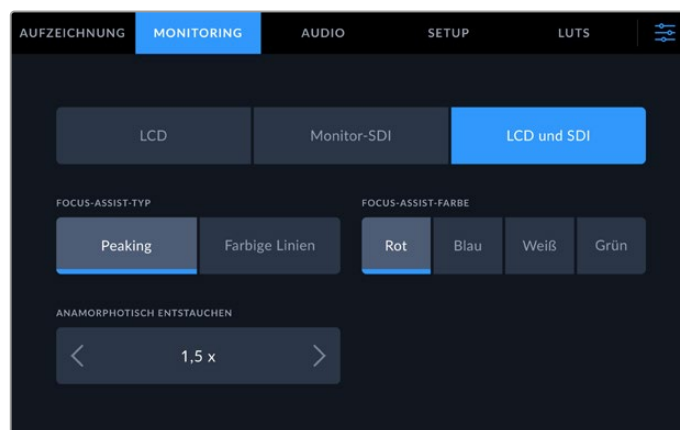 AUFZEICHNUNG MONITORING AUDIO SETUP LUTS
LCD Monitor-SDI LCD und SDI
FOCUS-ASSIST-TYP FOCUS-ASSIST-FARBE
Peaking Farbige Linien Rot Blau Weiß Grün
ANAMORPHOTISCH ENTSTAUCHEN
1,5 x